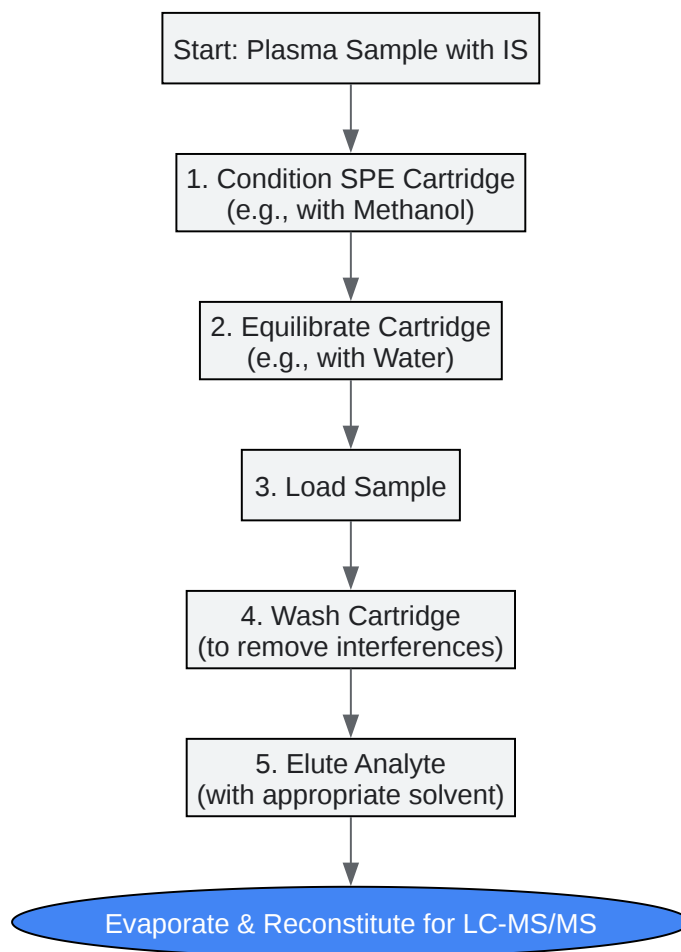 Start: Plasma Sample with IS
1. Condition SPE Cartridge
(e.g., with Methanol)
2. Equilibrate Cartridge
(e.g., with Water)
3. Load Sample
4. Wash Cartridge
(to remove interferences)
5. Elute Analyte
(with appropriate solvent)
Evaporate & Reconstitute for LC-MS/MS